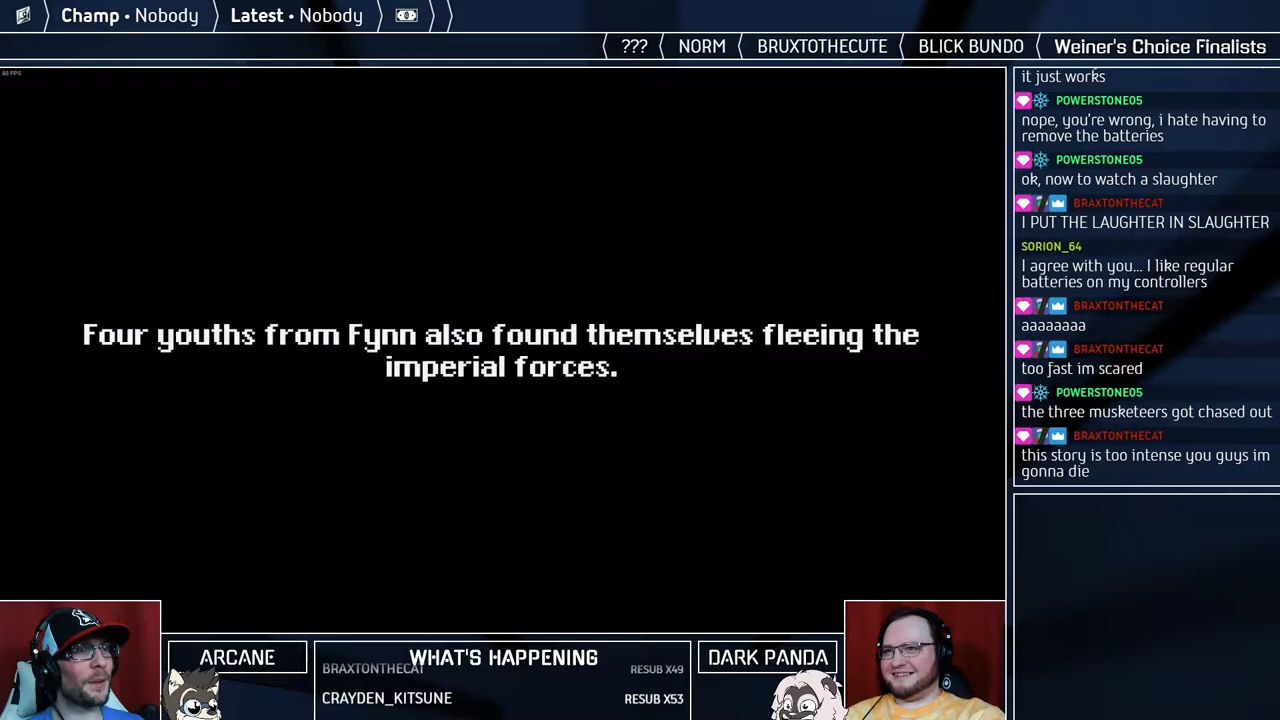 Champ • Nobody
Latest • Nobody
???
NORM
BRUXTOTHECUTE
BLICK BUNDO
Weiner's Choice Finalists
60 FPS
it just works
POWERSTONE05
nope, you're wrong, i hate having to
remove the batteries
POWERSTONE05
ok, now to watch a slaughter
BRAXTONTHECAT
I PUT THE LAUGHTER IN SLAUGHTER
SORION_64
I agree with you... I like regular
batteries on my controllers
BRAXTONTHECAT
aaaaaaaa
BRAXTONTHECAT
too fast im scared
POWERSTONE05
the three musketeers got chased out
BRAXTONTHECAT
this story is too intense you guys im
gonna die
Four youths from Fynn also found themselves fleeing the
imperial forces.
ARCANE
WHAT'S HAPPENING
BRAXTONTHECAT
RESUB X49
CRAYDEN_KITSUNE
RESUB X53
DARK PANDA